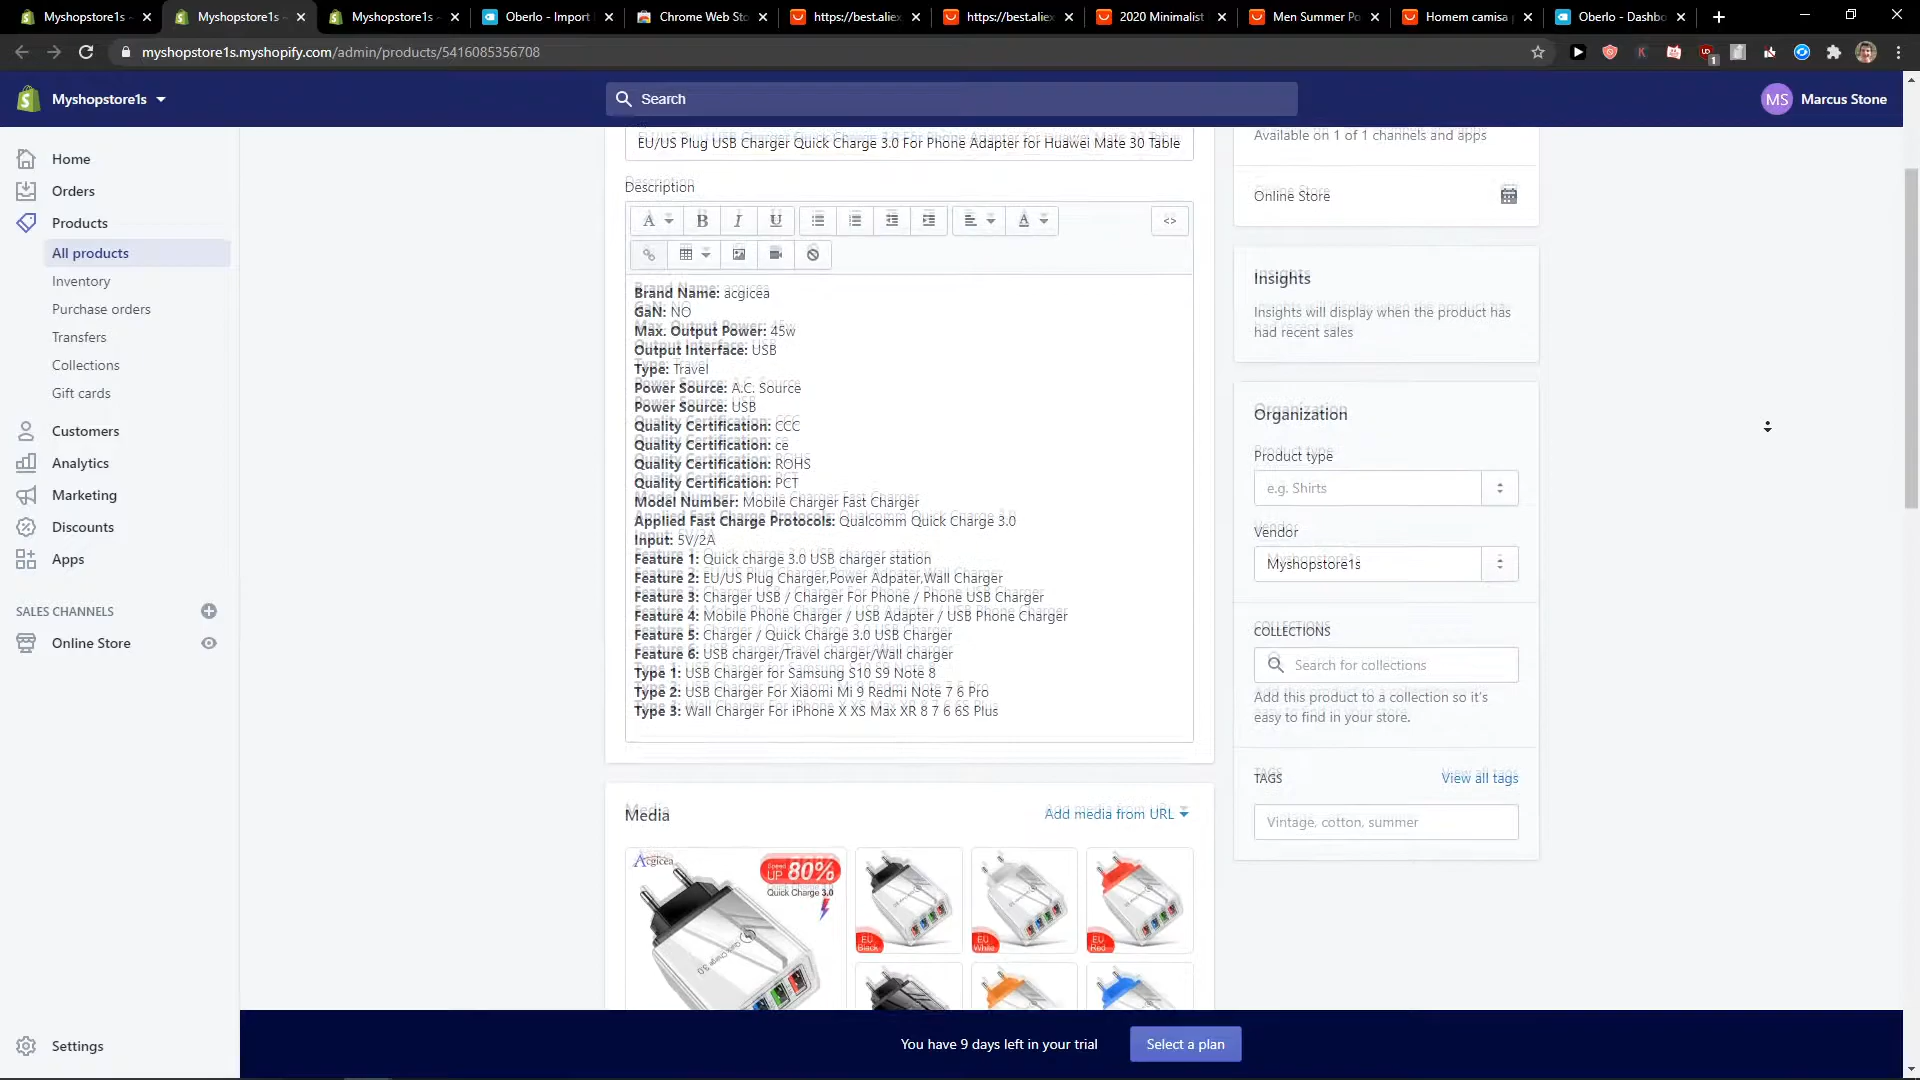 Myshopstore1s
Myshopstore1s
Myshopstore1s
Oberlo - Import
Chrome Web Sto
https://best.aliex
https://best.aliex
2020 Minimalist
Men Summer Po
Homem camisa
Oberlo - Dashbo
myshopstore1s.myshopify.com/admin/products/5416085356708
Myshopstore1s
Search
MS
Marcus Stone
Home
Orders
Products
All products
Inventory
Purchase orders
Transfers
Collections
Gift cards
Customers
Analytics
Marketing
Discounts
Apps
SALES CHANNELS
Online Store
Settings
EU/US Plug USB Charger Quick Charge 3.0 For Phone Adapter for Huawei Mate 30 Table
Description
Brand Name: acgicea
GaN: NO
Max. Output Power: 45w
Output Interface: USB
Type: Travel
Power Source: A.C. Source
Power Source: USB
Quality Certification: CCC
Quality Certification: ce
Quality Certification: ROHS
Quality Certification: PCT
Model Number: Mobile Charger Fast Charger
Applied Fast Charge Protocols: Qualcomm Quick Charge 3.0
Input: 5V/2A
Feature 1: Quick charge 3.0 USB charger station
Feature 2: EU/US Plug Charger,Power Adpater,Wall Charger
Feature 3: Charger USB / Charger For Phone / Phone USB Charger
Feature 4: Mobile Phone Charger / USB Adapter / USB Phone Charger
Feature 5: Charger / Quick Charge 3.0 USB Charger
Feature 6: USB charger/Travel charger/Wall charger
Type 1: USB Charger for Samsung S10 S9 Note 8
Type 2: USB Charger For Xiaomi Mi 9 Redmi Note 7 6 Pro
Type 3: Wall Charger For iPhone X XS Max XR 8 7 6 6S Plus
Media
Add media from URL
Acgicea
Speed UP 80%
Quick Charge 3.0
EU Black
EU White
EU Red
Available on 1 of 1 channels and apps
Online Store
Insights
Insights will display when the product has
had recent sales
Organization
Product type
e.g. Shirts
Vendor
Myshopstore1s
COLLECTIONS
Search for collections
Add this product to a collection so it's
easy to find in your store.
TAGS
View all tags
Vintage, cotton, summer
You have 9 days left in your trial
Select a plan